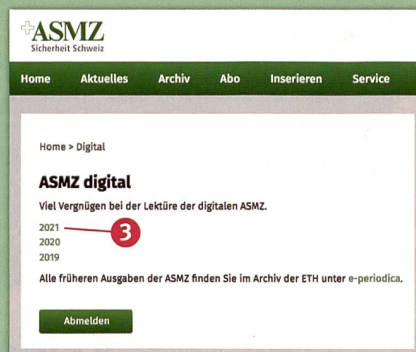 ASMZ
Sicherheit Schweiz
Home Aktuelles Archiv Abo Inserieren Service
Home > Digital
ASMZ digital
Viel Vergnügen bei der Lektüre der digitalen ASMZ.
2021
3
2020
2019
Alle früheren Ausgaben der ASMZ finden Sie im Archiv der ETH unter e-periodica.
Abmelden